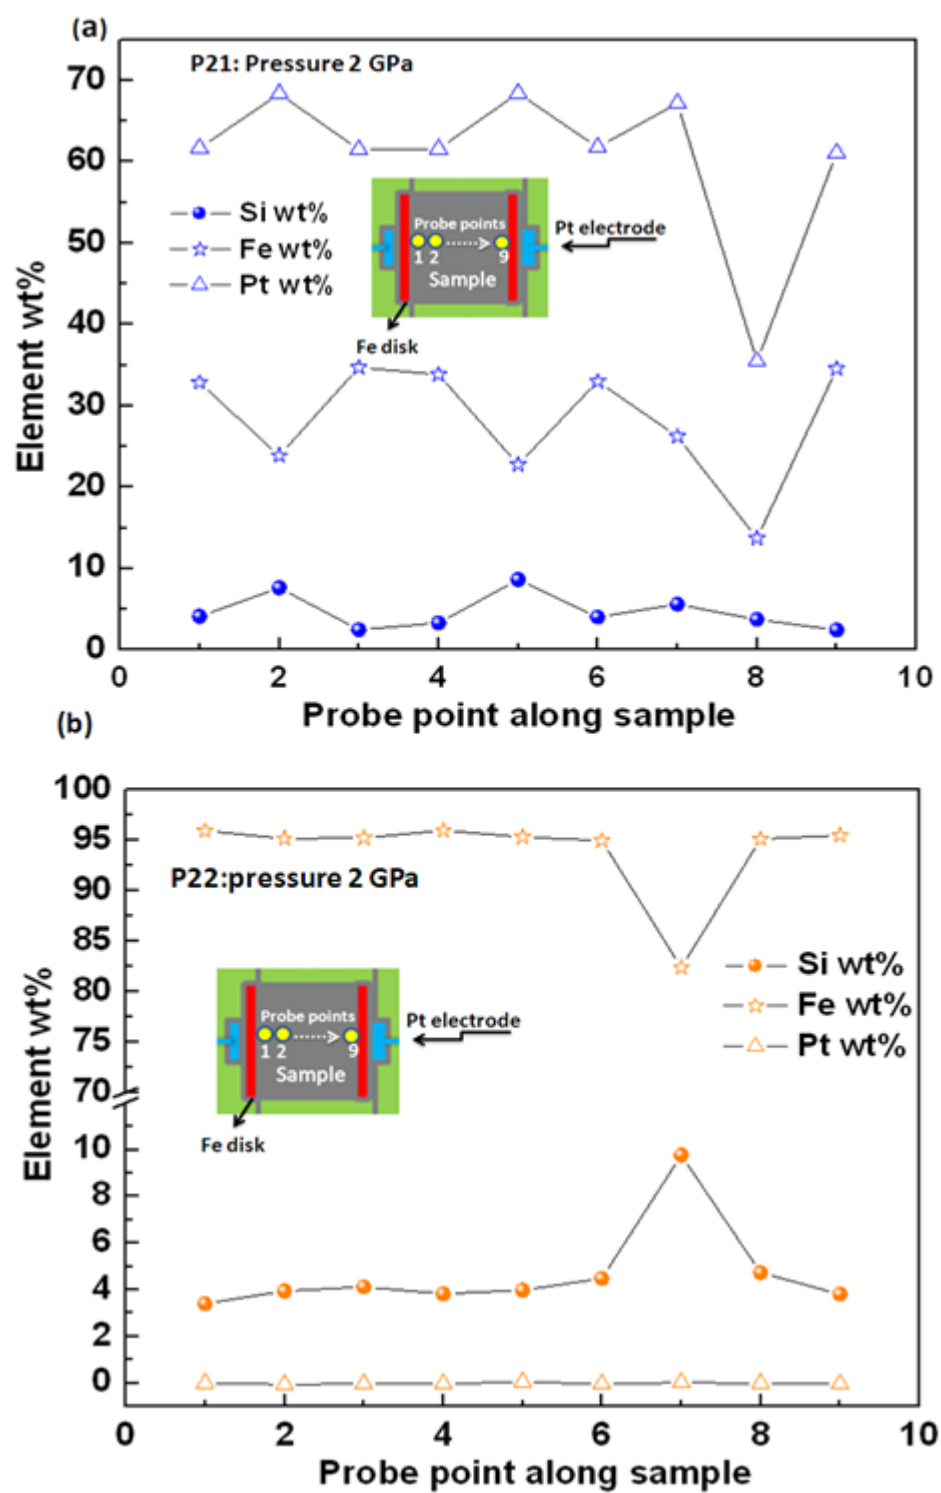 (a)
P21: Pressure 2 GPa
70
60
50
40
30
20
10
0
Element wt%
Si wt%
Fe wt%
Pt wt%
Probe points
1 2 9
Sample
Pt electrode
Fe disk
0 2 4 6 8 10
Probe point along sample
(b)
100
95
90
85
80
75
70
10
8
6
4
2
0
Element wt%
P22:pressure 2 GPa
Si wt%
Fe wt%
Pt wt%
Probe points
1 2 9
Sample
Pt electrode
Fe disk
0 2 4 6 8 10
Probe point along sample